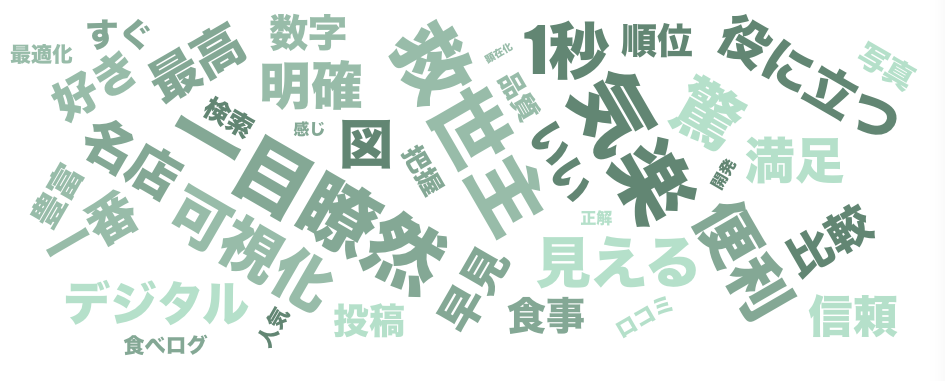 最適化
すぐ
好き
最高
数字
明確
救世主
顕在化
1秒
順位
役に立つ
写真
検索
感じ
図
品質
いい
気楽
驚
満足
名店
一目瞭然
把握
開発
豊富
一番
可視化
正解
見える
便利
比較
デジタル
人気
投稿
早見
食事
口コミ
信頼
食べログ